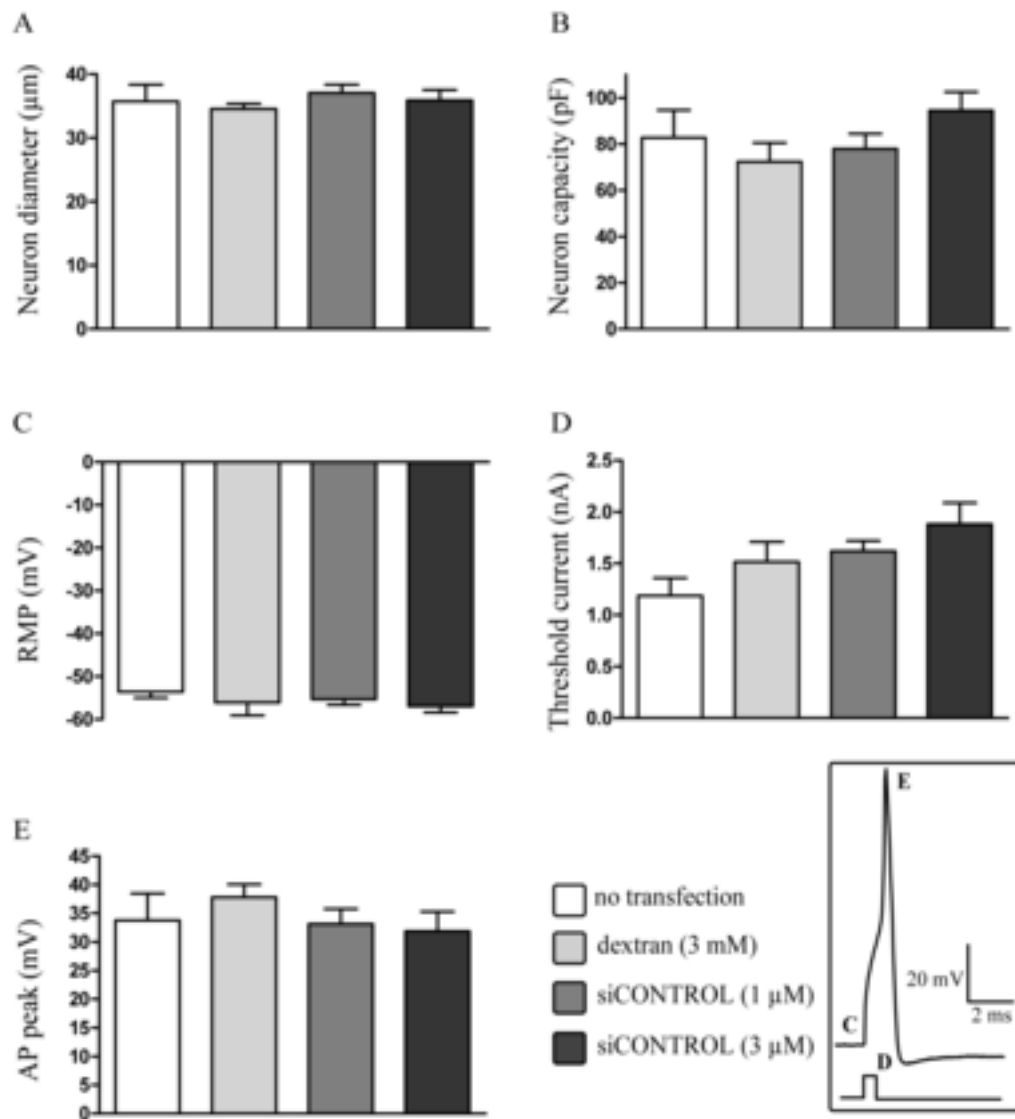 A
Neuron diameter (µm)
40
30
20
10
0
B
Neuron capacity (pF)
100
80
60
40
20
0
C
RMP (mV)
0
-10
-20
-30
-40
-50
-60
D
Threshold current (nA)
2.5
2.0
1.5
1.0
0.5
0.0
E
AP peak (mV)
45
40
35
30
25
20
15
10
5
0
no transfection
dextran (3 mM)
siCONTROL (1 µM)
siCONTROL (3 µM)
E
20 mV
2 ms
C
D